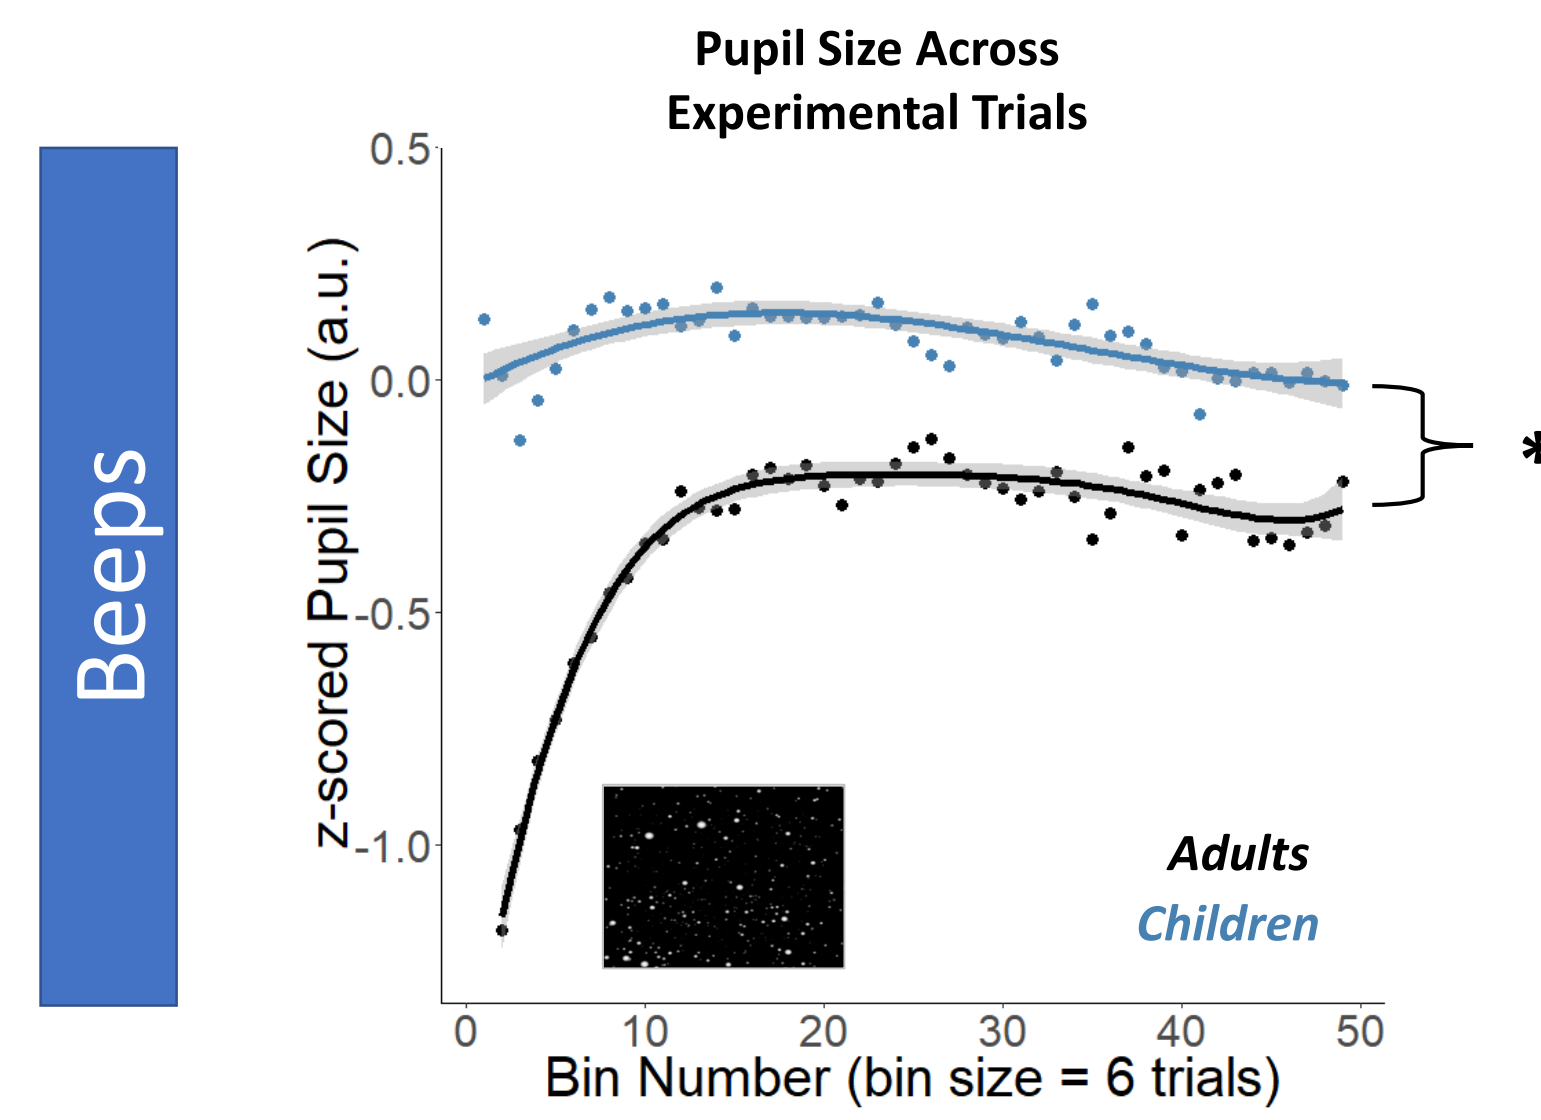 Pupil Size Across
Experimental Trials
Beeps
z-scored Pupil Size (a.u.)
0.5
0.0
-0.5
-1.0
*
Adults
Children
0 10 20 30 40 50
Bin Number (bin size = 6 trials)